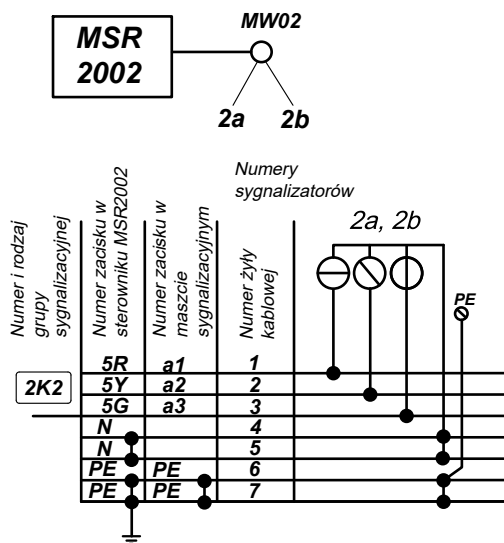 MSR
2002
MW02
2a
2b
Numer i rodzaj
grupy
sygnalizacyjnej
Numer zacisku w
sterowniku MSR2002
Numer zacisku w
maszcie
sygnalizacyjnym
Numer żyły
kablowej
Numery
sygnalizatorów
2a, 2b
PE
2K2
5R a1 1
5Y a2 2
5G a3 3
N 4
N 5
PE PE 6
PE PE 7